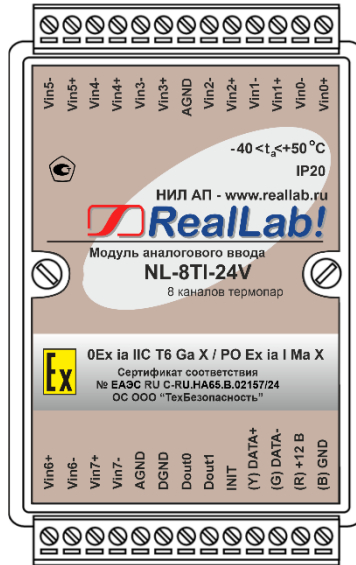 Vin5- Vin5+ Vin4- Vin4+ Vin3- Vin3+ AGND Vin2- Vin2+ Vin1- Vin1+ Vin0- Vin0+
-40<ta<+50 °C
IP20
НИЛ АП - www.reallab.ru
RealLab!
Модуль аналогового ввода
NL-8TI-24V
8 каналов термопар
Ex
0Ex ia IIC T6 Ga X / PO Ex ia I Ma X
Сертификат соответствия
№ ЕАЭС RU C-RU.HA65.B.02157/24
ОС ООО "ТехБезопасность"
Vin6+ Vin6- Vin7+ Vin7- AGND DGND Dout0 Dout1 INIT (Y) DATA+ (G) DATA- (R) +12 В (B) GND